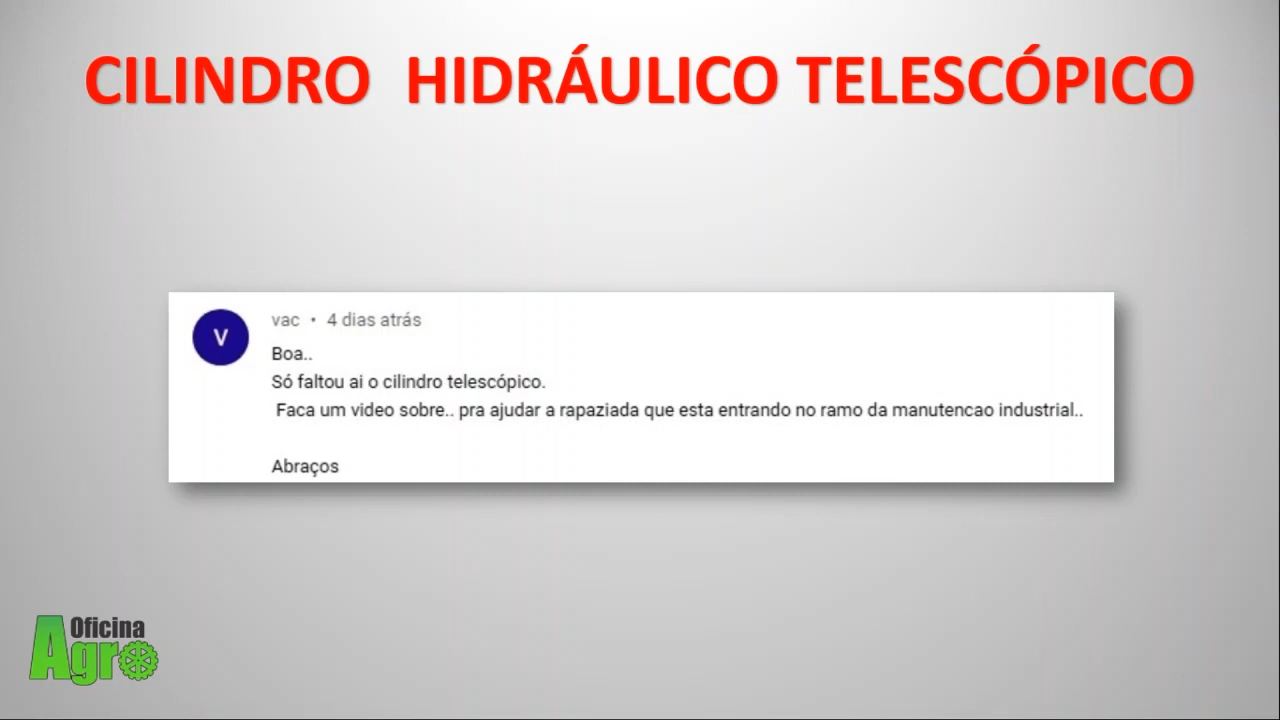 CILINDRO HIDRÁULICO TELESCÓPICO
V
vac • 4 dias atrás
Boa..
Só faltou ai o cilindro telescópico.
Faca um video sobre.. pra ajudar a rapaziada que esta entrando no ramo da manutencao industrial..
Abraços
Oficina
Agro